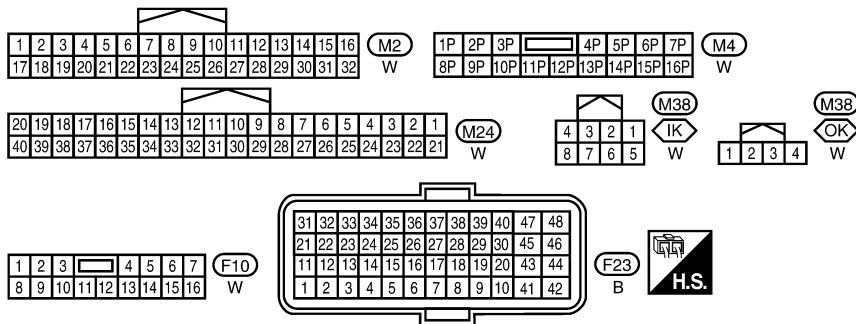 1 2 3 4 5 6 7 8 9 10 11 12 13 14 15 16
17 18 19 20 21 22 23 24 25 26 27 28 29 30 31 32
M2
W
1P 2P 3P 4P 5P 6P 7P
8P 9P 10P 11P 12P 13P 14P 15P 16P
M4
W
20 19 18 17 16 15 14 13 12 11 10 9 8 7 6 5 4 3 2 1
40 39 38 37 36 35 34 33 32 31 30 29 28 27 26 25 24 23 22 21
M24
W
4 3 2 1
8 7 6 5
M38
IK
W
1 2 3 4
M38
OK
W
1 2 3 4 5 6 7
8 9 10 11 12 13 14 15 16
F10
W
31 32 33 34 35 36 37 38 39 40 47 48
21 22 23 24 25 26 27 28 29 30 45 46
11 12 13 14 15 16 17 18 19 20 43 44
1 2 3 4 5 6 7 8 9 10 41 42
F23
B
H.S.